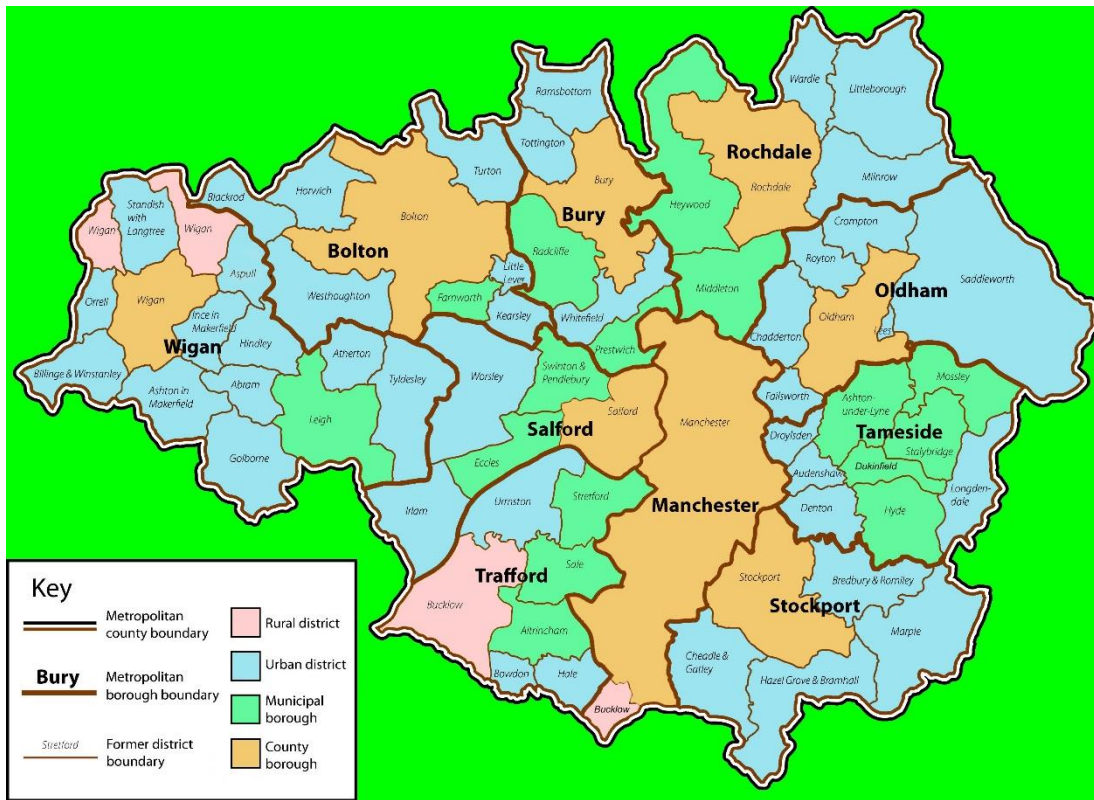 Ramsbottom
Wardle
Littleborough
Tottington
Rochdale
Rochdale
Turton
Bury
Bury
Milnrow
Blackrod
Horwich
Heywood
Standish
with
Langtree
Wigan
Wigan
Bolton
Bolton
Crompton
Radcliffe
Royton
Aspull
Little
Lever
Saddleworth
Middleton
Oldham
Orrell
Wigan
Westhoughton
Farnworth
Kearsley
Whitefield
Oldham
Lees
Ince in
Makerfield
Chadderton
Wigan
Hindley
Atherton
Prestwich
Billinge & Winstanley
Swinton &
Pendlebury
Worsley
Tyldesley
Mossley
Ashton in
Makerfield
Abram
Failsworth
Ashton-
under-Lyne
Leigh
Salford
Salford
Manchester
Droylsden
Tameside
Stalybridge
Golborne
Eccles
Audenshaw
Dukinfield
Stretford
Urmston
Irlam
Manchester
Denton
Hyde
Longden-
dale
Trafford
Sale
Stockport
Bredbury & Romiley
Bucklow
Stockport
Altrincham
Marple
Cheadle &
Gatley
Bowdon
Hale
Hazel Grove & Bramhall
Bucklow
Key
Metropolitan
county boundary
Rural district
Bury
Metropolitan
borough boundary
Urban district
Municipal
borough
Stretford
Former district
boundary
County
borough